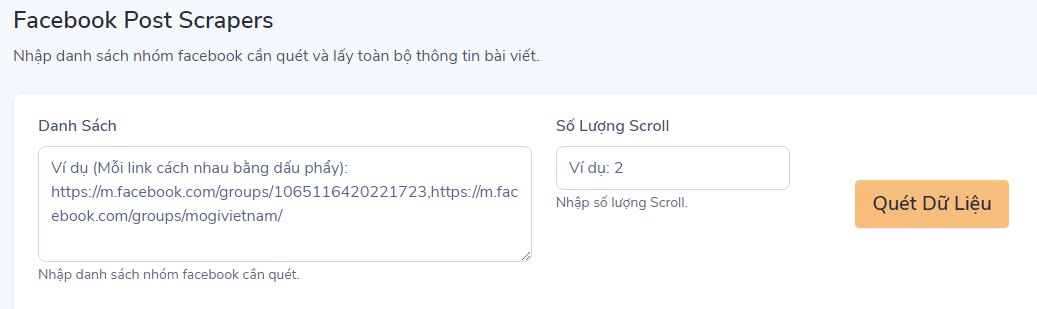 Facebook Post Scrapers
Nhập danh sách nhóm facebook cần quét và lấy toàn bộ thông tin bài viết.
Danh Sách
Ví dụ (Mỗi link cách nhau bằng dấu phẩy):
https://m.facebook.com/groups/1065116420221723,https://m.fac
ebook.com/groups/mogivietnam/
Nhập danh sách nhóm facebook cần quét.
Số Lượng Scroll
Ví dụ: 2
Nhập số lượng Scroll.
Quét Dữ Liệu